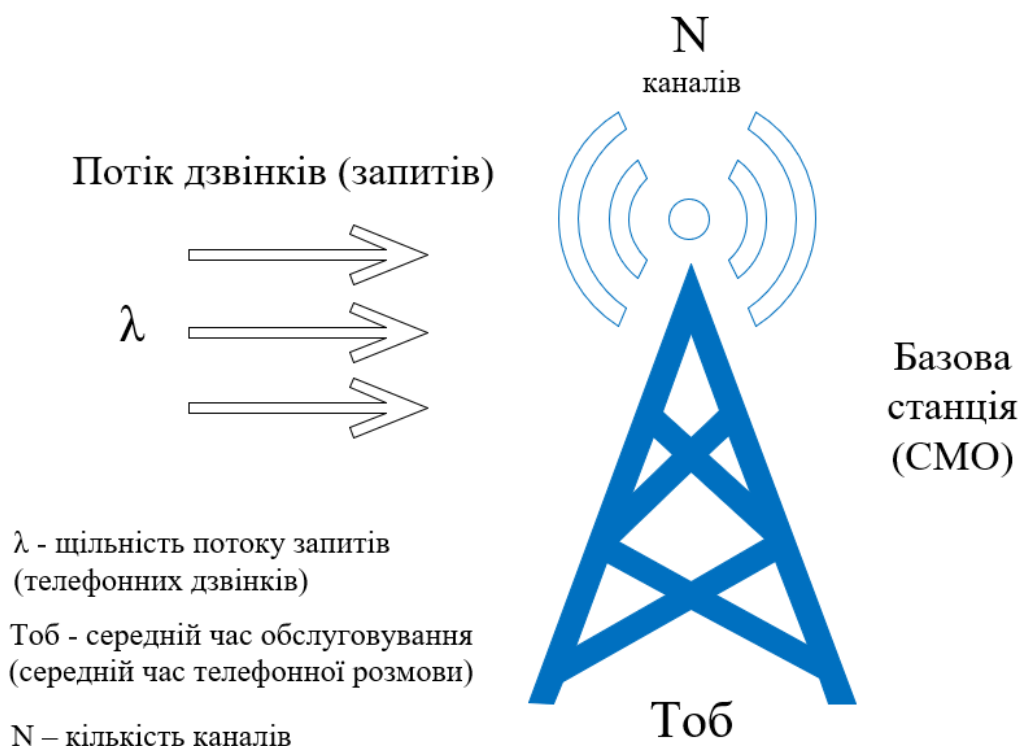 N
каналів
Потік дзвінків (запитів)
λ
Базова
станція
(СМО)
λ - щільність потоку запитів
(телефонних дзвінків)
Тоб - середній час обслуговування
(середній час телефонної розмови)
Тоб
N – кількість каналів